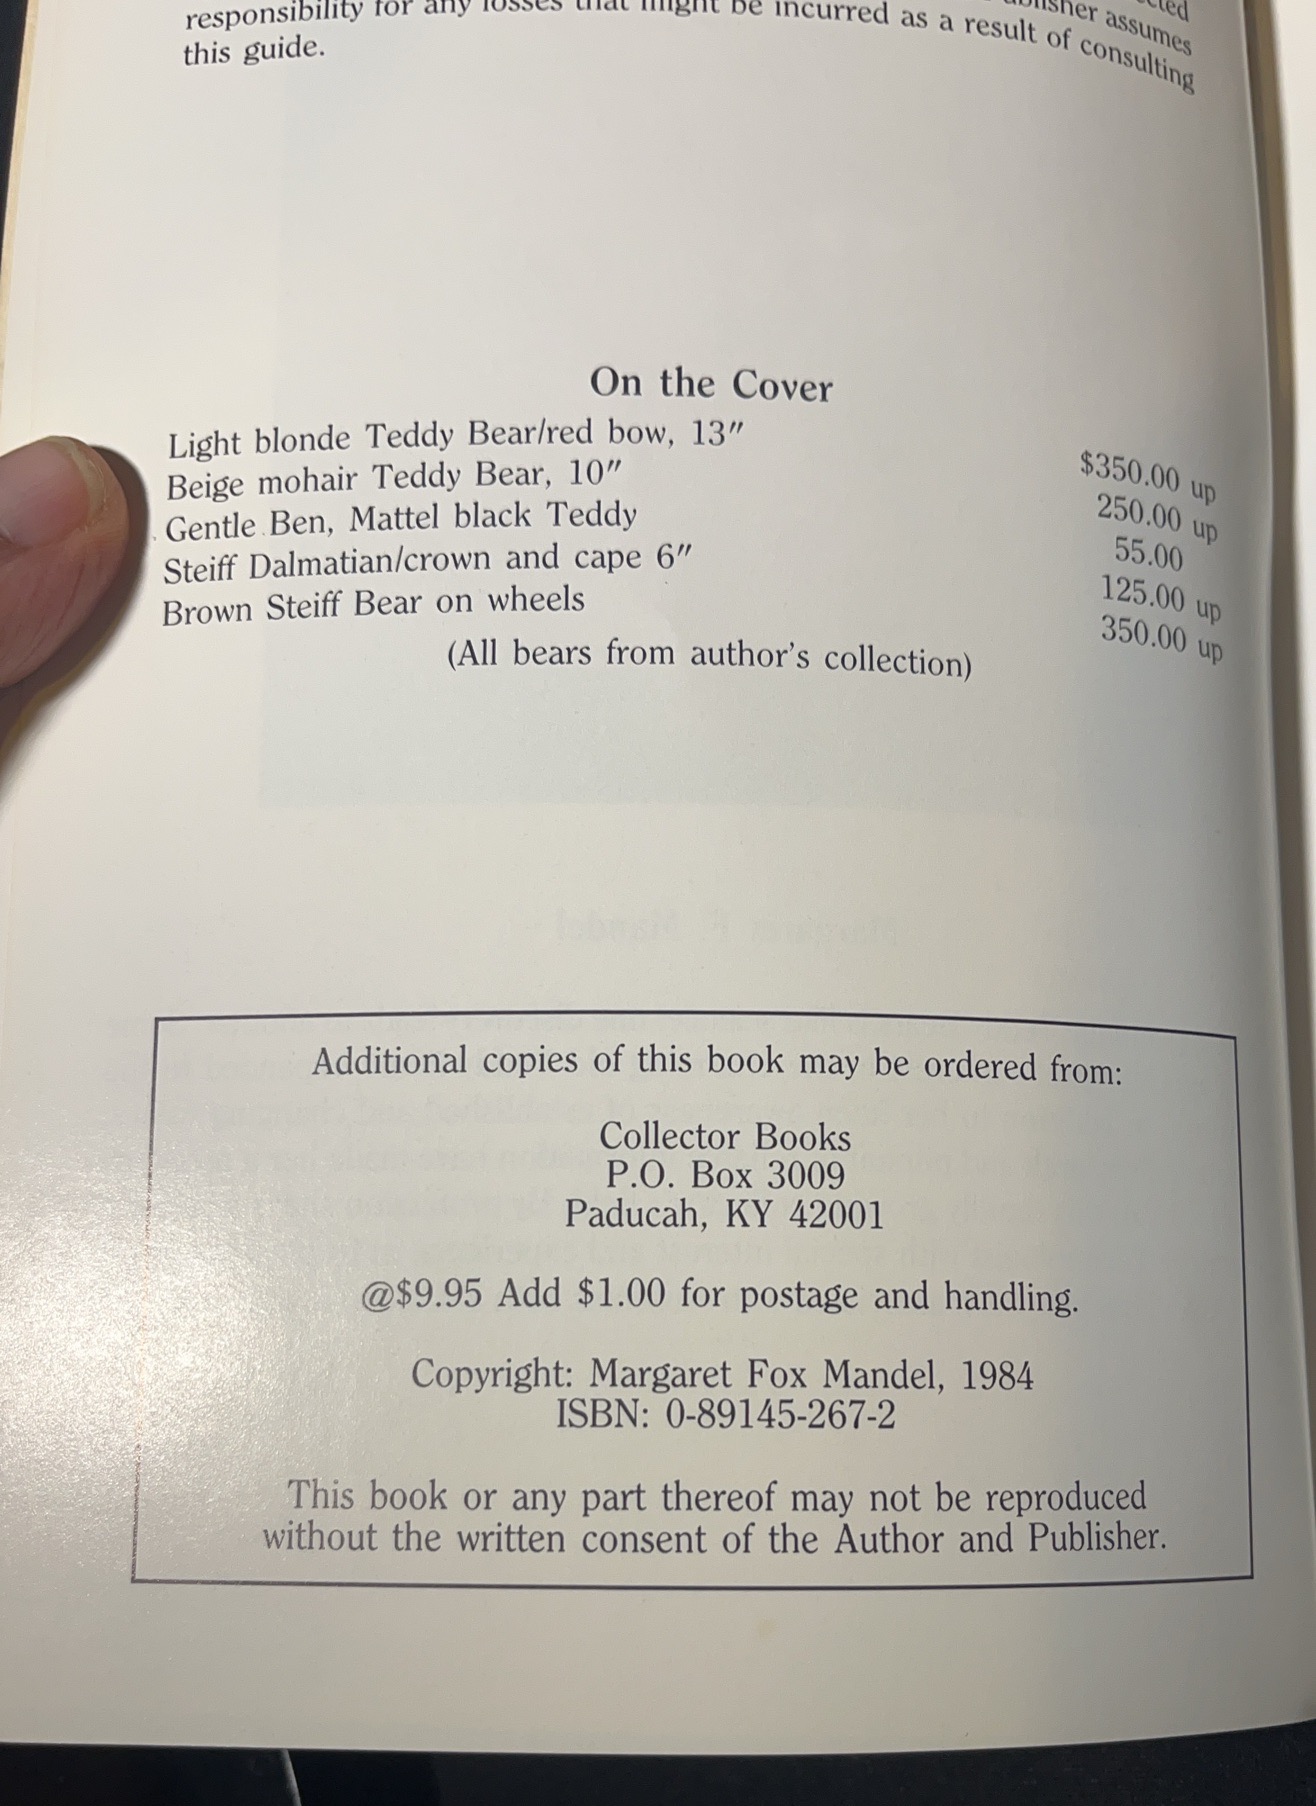 responsibility for any losses that might be incurred as a result of consulting
this guide.
On the Cover
Light blonde Teddy Bear/red bow, 13″ $350.00 up
Beige mohair Teddy Bear, 10″ 250.00 up
Gentle Ben, Mattel black Teddy 55.00
Steiff Dalmatian/crown and cape 6″ 125.00 up
Brown Steiff Bear on wheels 350.00 up
(All bears from author's collection)
Additional copies of this book may be ordered from:
Collector Books
P.O. Box 3009
Paducah, KY 42001
@$9.95 Add $1.00 for postage and handling.
Copyright: Margaret Fox Mandel, 1984
ISBN: 0-89145-267-2
This book or any part thereof may not be reproduced
without the written consent of the Author and Publisher.